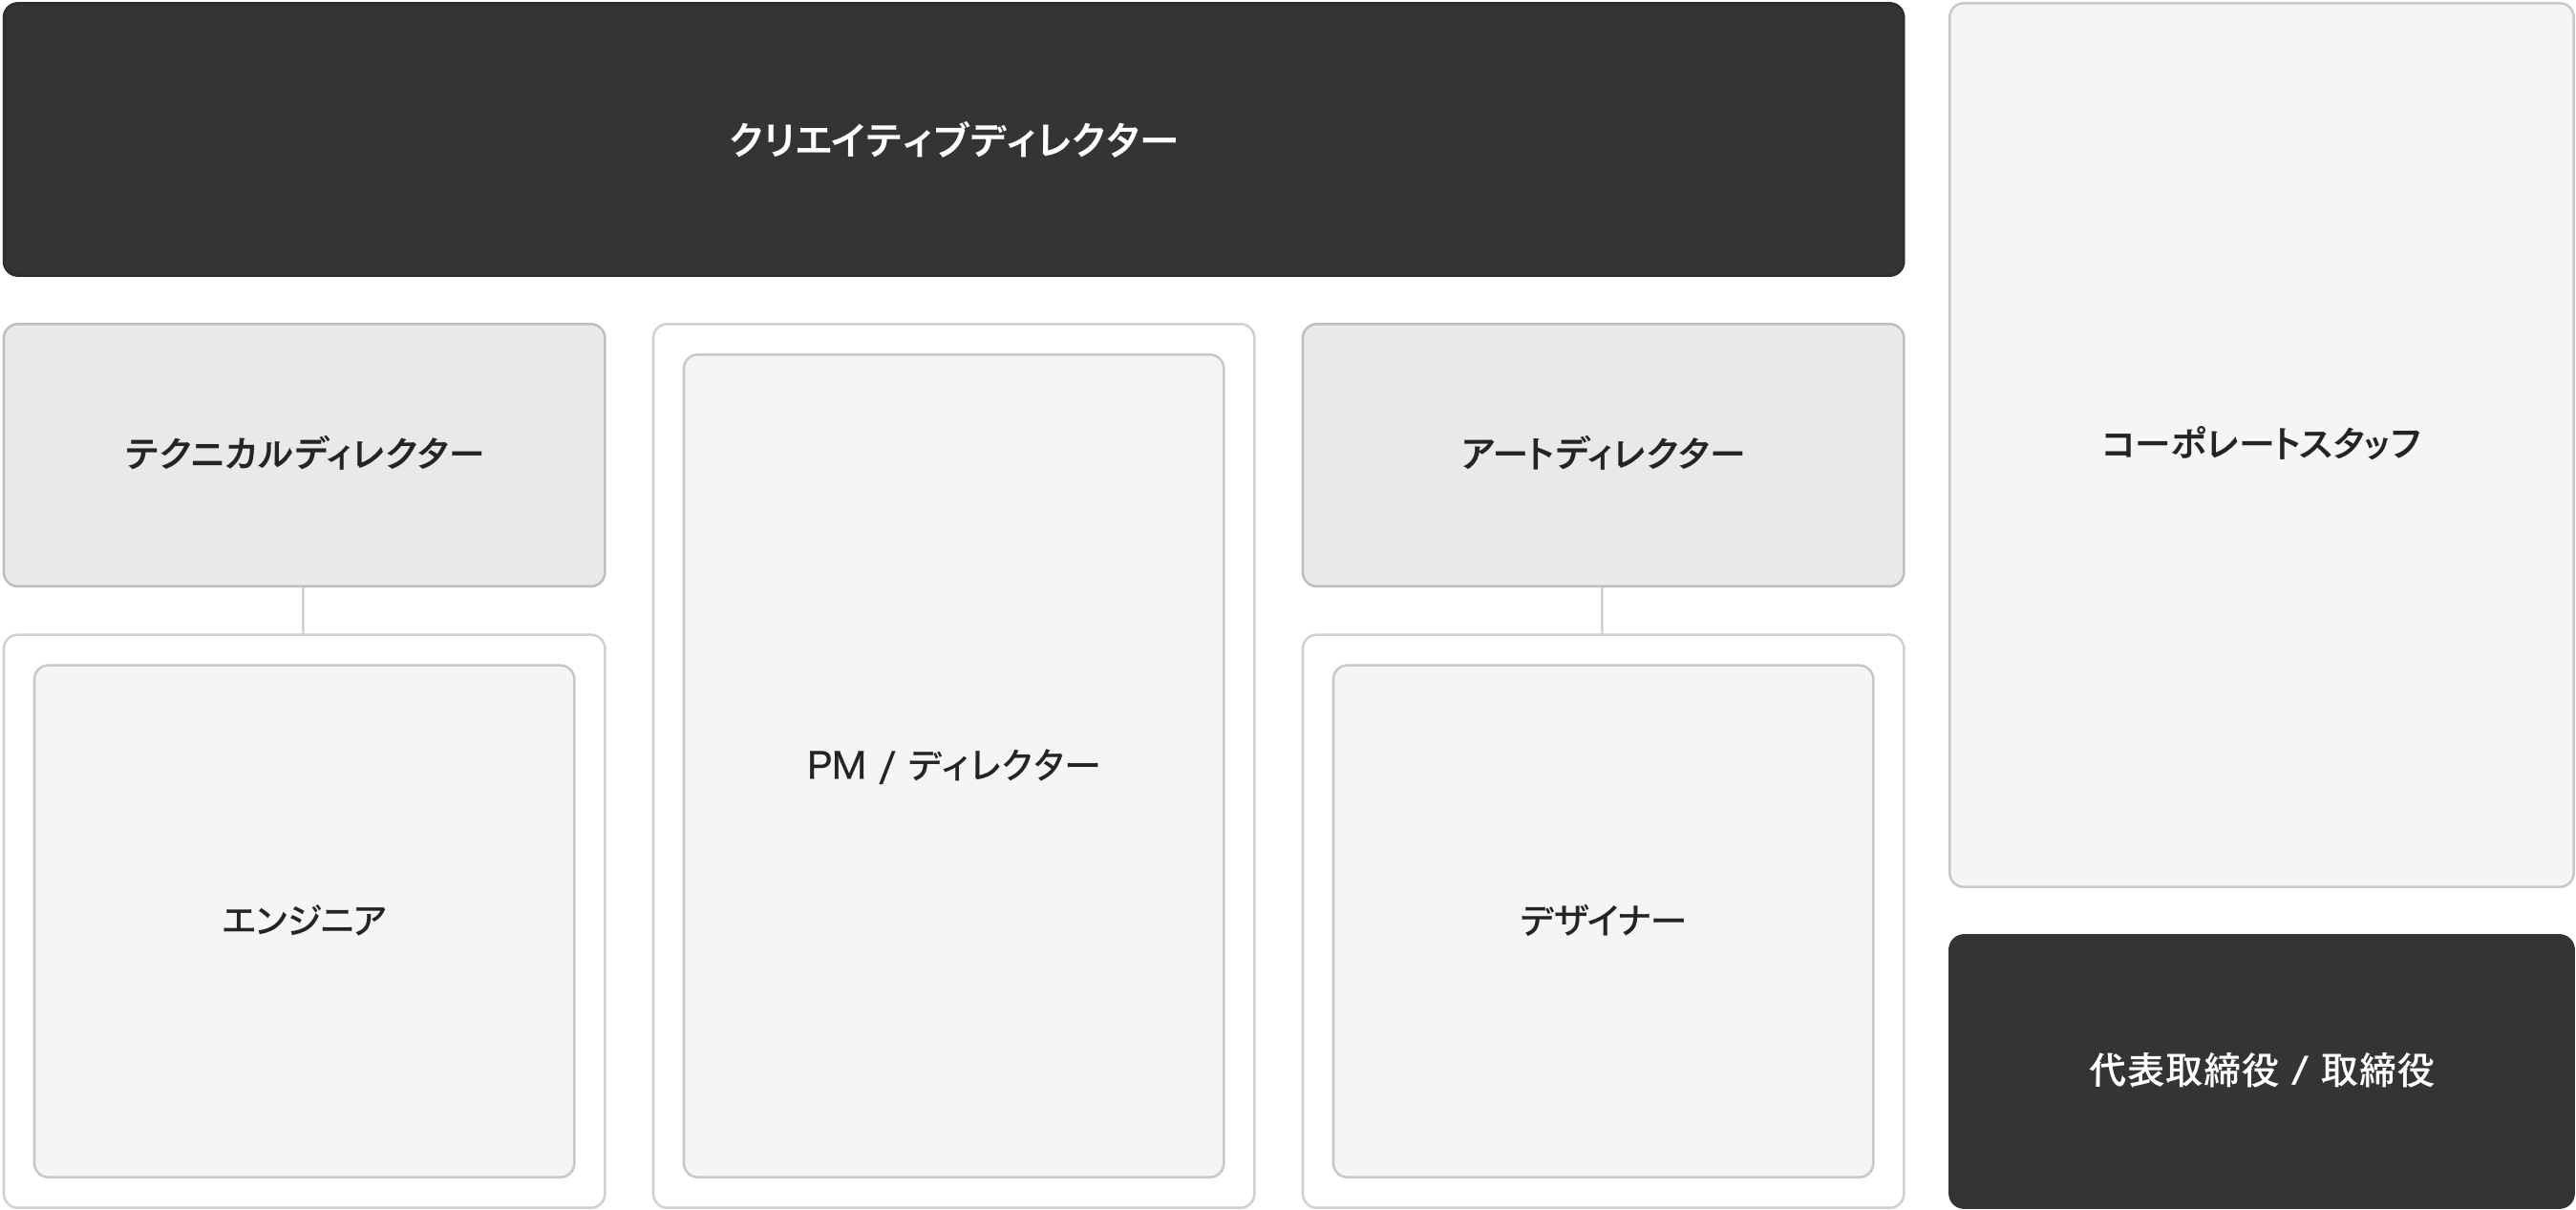 クリエイティブディレクター
テクニカルディレクター
アートディレクター
コーポレートスタッフ
PM / ディレクター
エンジニア
デザイナー
代表取締役 / 取締役